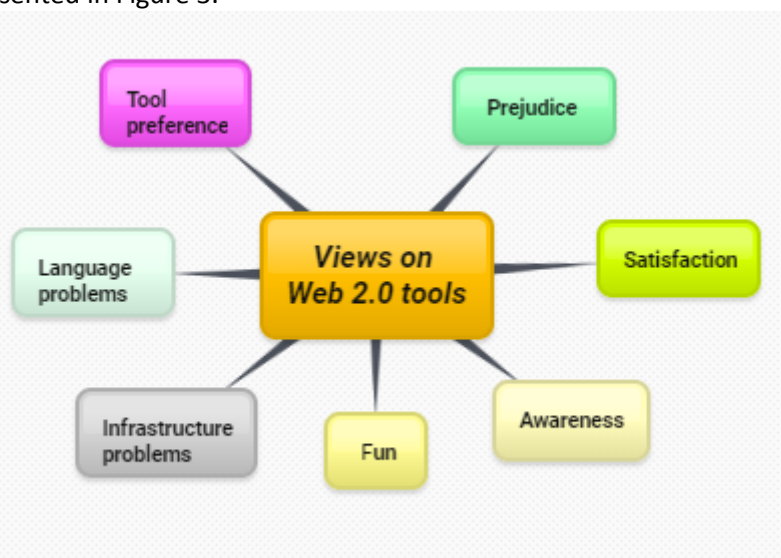 sented in Figure 3.
Tool
preference
Prejudice
Language
problems
Views on
Web 2.0 tools
Satisfaction
Infrastructure
problems
Fun
Awareness